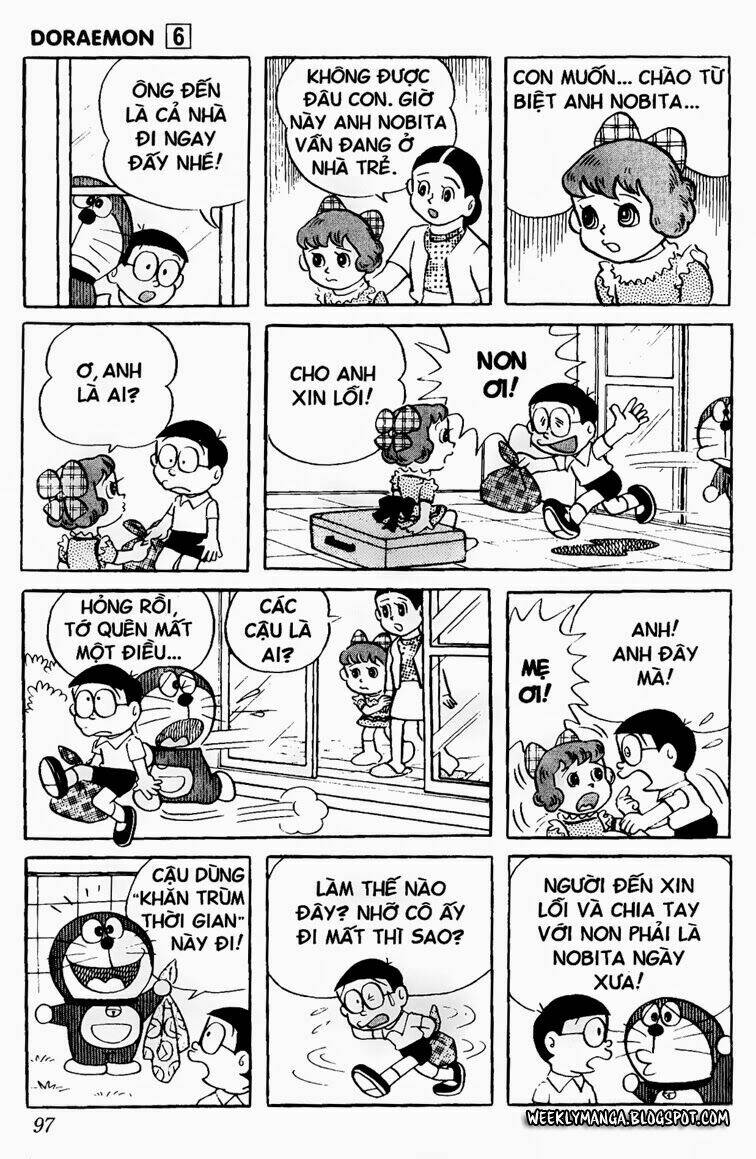 DORAEMON 6
CON MUỐN... CHÀO TỪ
BIỆT ANH NOBITA...
KHÔNG ĐƯỢC
ĐÂU CON. GIỜ
NÀY ANH NOBITA
VẪN ĐANG Ở
NHÀ TRẺ.
ÔNG ĐẾN
LÀ CẢ NHÀ
ĐI NGAY
ĐẤY NHÉ!
NON
ƠI!
CHO ANH
XIN LỖI!
Ơ, ANH
LÀ AI?
ANH!
ANH ĐÂY
MÀ!
MẸ
ƠI!
CÁC
CẬU LÀ
AI?
HỎNG RỒI,
TỚ QUÊN MẤT
MỘT ĐIỀU...
NGƯỜI ĐẾN XIN
LỖI VÀ CHIA TAY
VỚI NON PHẢI LÀ
NOBITA NGÀY
XƯA!
LÀM THẾ NÀO
ĐÂY? NHỠ CÔ ẤY
ĐI MẤT THÌ SAO?
CẬU DÙNG
"KHĂN TRÙM
THỜI GIAN"
NÀY ĐI!
97
WEEKLYMANGA.BLOGSPOT.COM